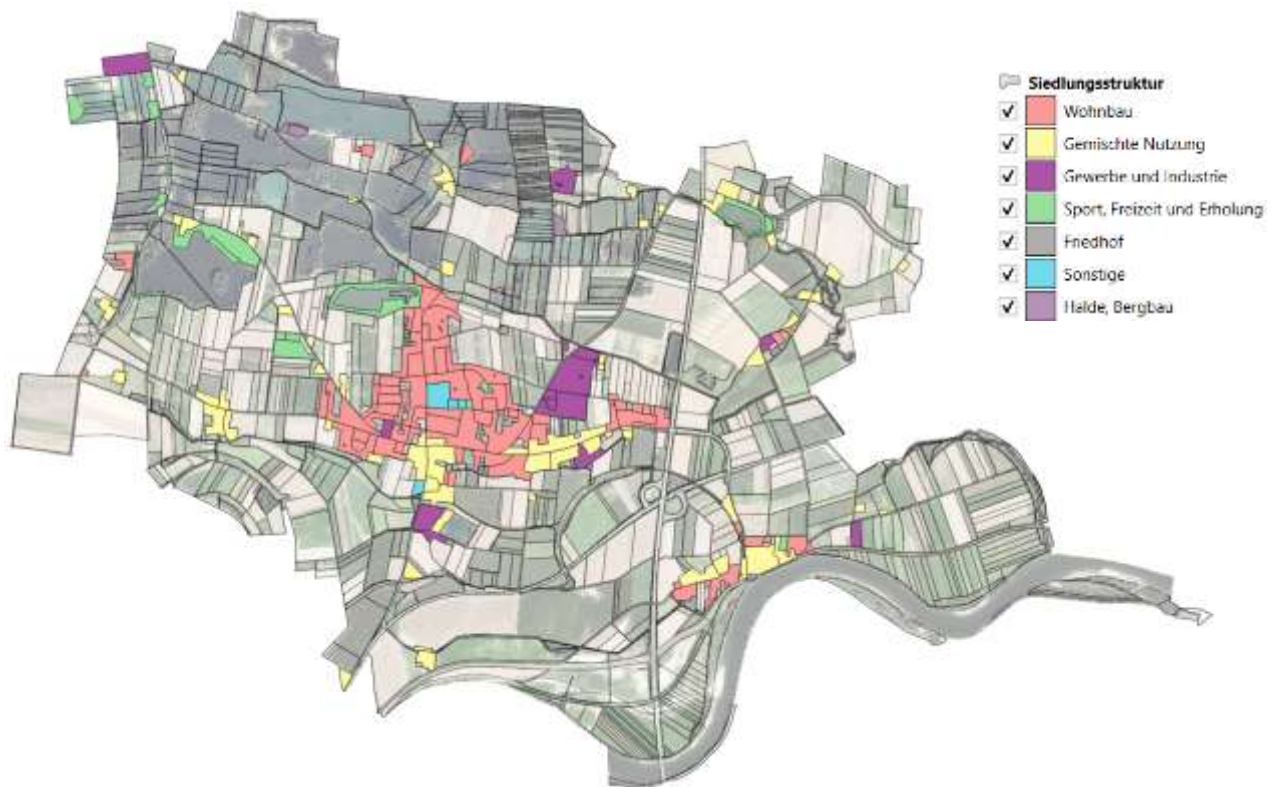 Siedlungsstruktur
Wohnbau
Gemischte Nutzung
Gewerbe und Industrie
Sport, Freizeit und Erholung
Friedhof
Sonstige
Halde, Bergbau